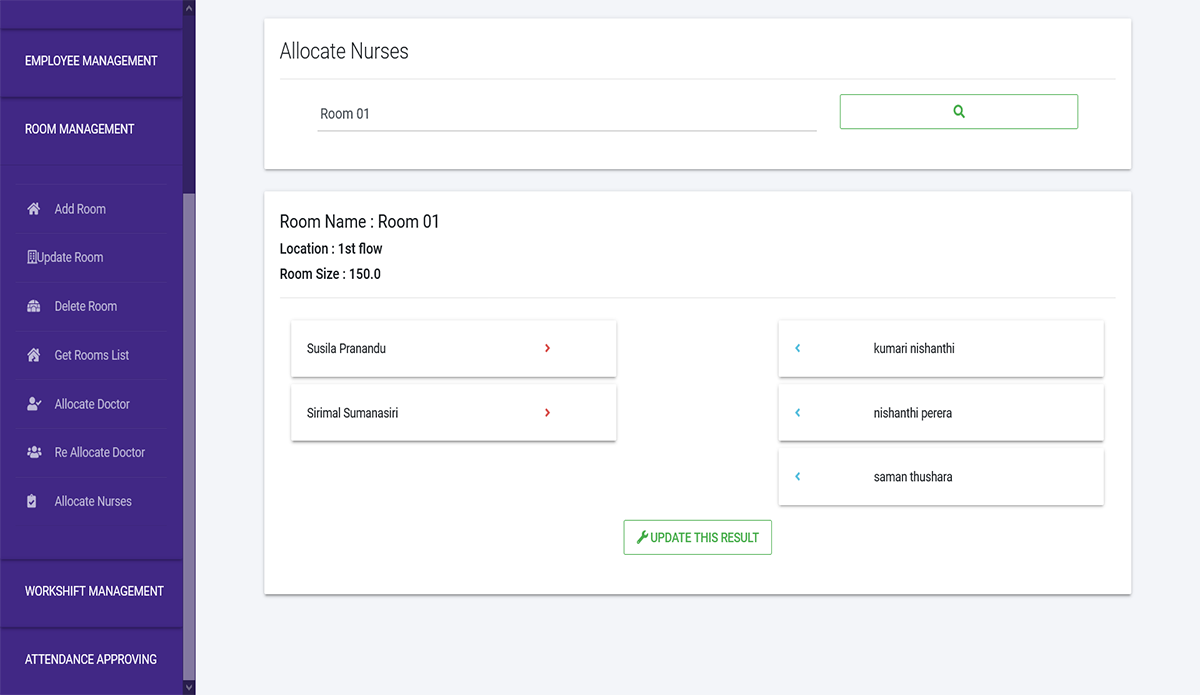 EMPLOYEE MANAGEMENT
ROOM MANAGEMENT
Add Room
Update Room
Delete Room
Get Rooms List
Allocate Doctor
Re Allocate Doctor
Allocate Nurses
WORKSHIFT MANAGEMENT
ATTENDANCE APPROVING
Allocate Nurses
Room 01
Room Name : Room 01
Location : 1st flow
Room Size : 150.0
Susila Pranandu
kumari nishanthi
Sirimal Sumanasiri
nishanthi perera
saman thushara
UPDATE THIS RESULT